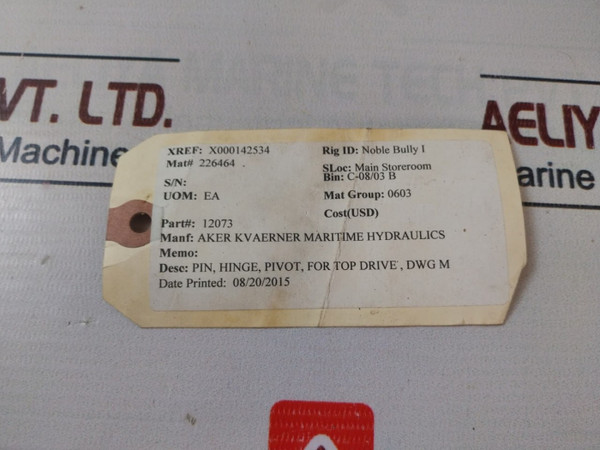 MARINE TECH
VT. LTD.
Machine
AELIY
arine
XREF: X000142534
Rig ID: Noble Bully I
Mat# 226464
SLoc: Main Storeroom
S/N:
Bin: C-08/03 B
UOM: EA
Mat Group: 0603
Cost(USD)
Part#: 12073
Manf: AKER KVAERNER MARITIME HYDRAULICS
Memo:
Desc: PIN, HINGE, PIVOT, FOR TOP DRIVE , DWG M
Date Printed: 08/20/2015